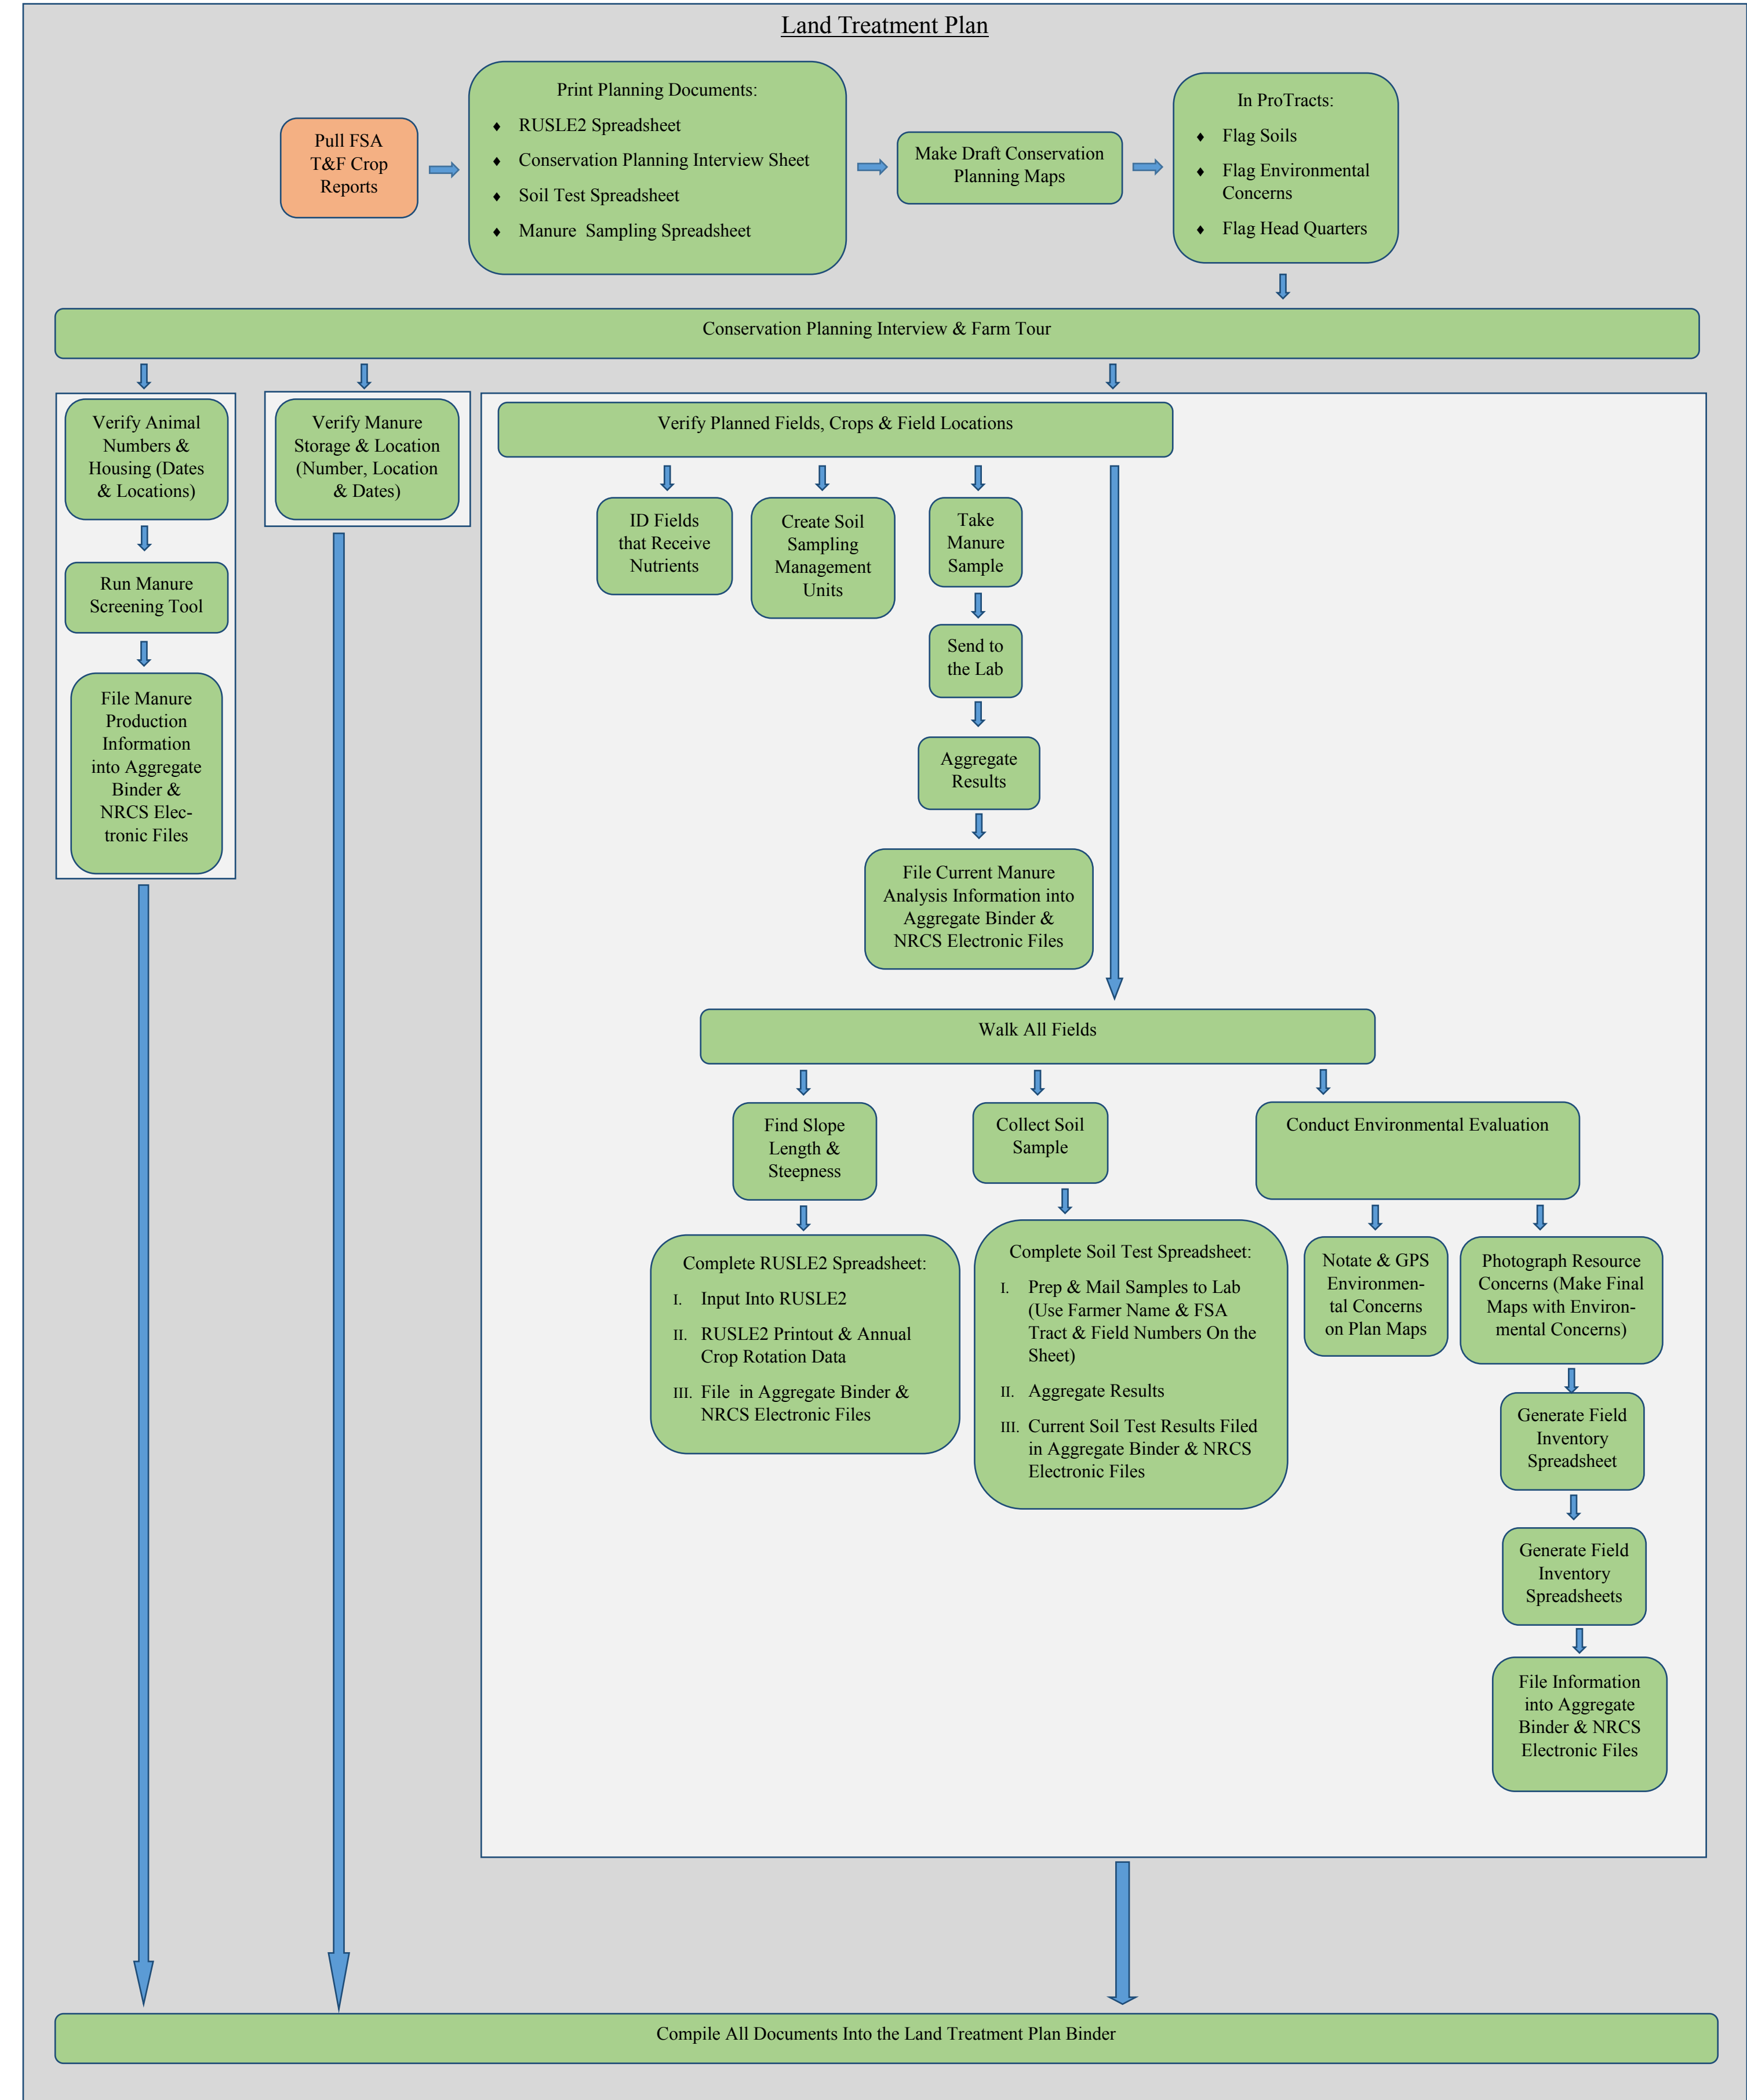 Land Treatment Plan
Pull FSA
T&F Crop
Reports
Print Planning Documents:
♦ RUSLE2 Spreadsheet
♦ Conservation Planning Interview Sheet
♦ Soil Test Spreadsheet
♦ Manure  Sampling Spreadsheet
Make Draft Conservation
Planning Maps
In ProTracts:
♦ Flag Soils
♦ Flag Environmental
Concerns
♦ Flag Head Quarters
Conservation Planning Interview & Farm Tour
Verify Animal
Numbers &
Housing (Dates
& Locations)
Run Manure
Screening Tool
File Manure
Production
Information
into Aggregate
Binder &
NRCS Elec-
tronic Files
Verify Manure
Storage & Location
(Number, Location
& Dates)
Verify Planned Fields, Crops & Field Locations
ID Fields
that Receive
Nutrients
Create Soil
Sampling
Management
Units
Take
Manure
Sample
Send to
the Lab
Aggregate
Results
File Current Manure
Analysis Information into
Aggregate Binder &
NRCS Electronic Files
Walk All Fields
Find Slope
Length &
Steepness
Complete RUSLE2 Spreadsheet:
I. Input Into RUSLE2
II. RUSLE2 Printout & Annual
Crop Rotation Data
III. File  in Aggregate Binder &
NRCS Electronic Files
Collect Soil
Sample
Complete Soil Test Spreadsheet:
I. Prep & Mail Samples to Lab
(Use Farmer Name & FSA
Tract & Field Numbers On the
Sheet)
II. Aggregate Results
III. Current Soil Test Results Filed
in Aggregate Binder & NRCS
Electronic Files
Conduct Environmental Evaluation
Notate & GPS
Environmen-
tal Concerns
on Plan Maps
Photograph Resource
Concerns (Make Final
Maps with Environ-
mental Concerns)
Generate Field
Inventory
Spreadsheet
Generate Field
Inventory
Spreadsheets
File Information
into Aggregate
Binder & NRCS
Electronic Files
Compile All Documents Into the Land Treatment Plan Binder